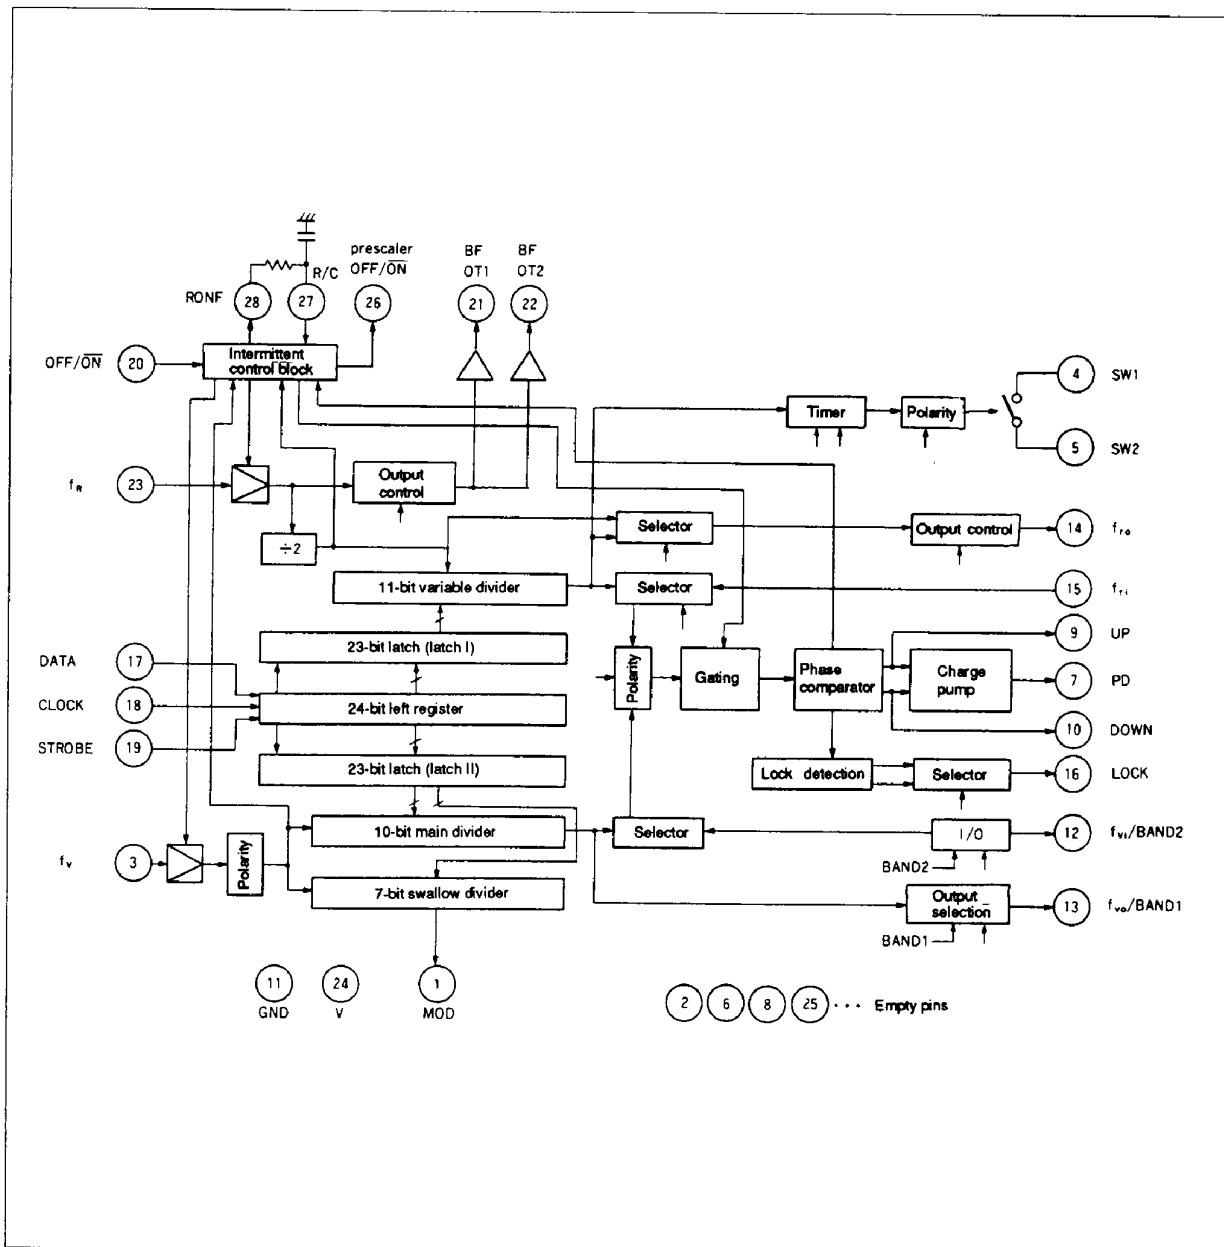 prescaler
OFF/ON
BF
OT1
BF
OT2
R/C
RONF
28
27
26
21
22
OFF/ON
20
Intermittent
control block
4
SW1
Timer
Polarity
5
SW2
fR
23
Output
control
÷2
Selector
Output control
14
fro
11-bit variable divider
Selector
15
fri
DATA
17
23-bit latch (latch I)
CLOCK
18
24-bit left register
STROBE
19
23-bit latch (latch II)
Polarity
Gating
Phase
comparator
Charge
pump
9
UP
7
PD
10
DOWN
Lock detection
Selector
16
LOCK
10-bit main divider
Selector
I/O
12
fvi/BAND2
BAND2
fv
3
Polarity
7-bit swallow divider
Output
selection
13
fvo/BAND1
BAND1
11
GND
24
V
1
MOD
2
6
8
25
··· Empty pins